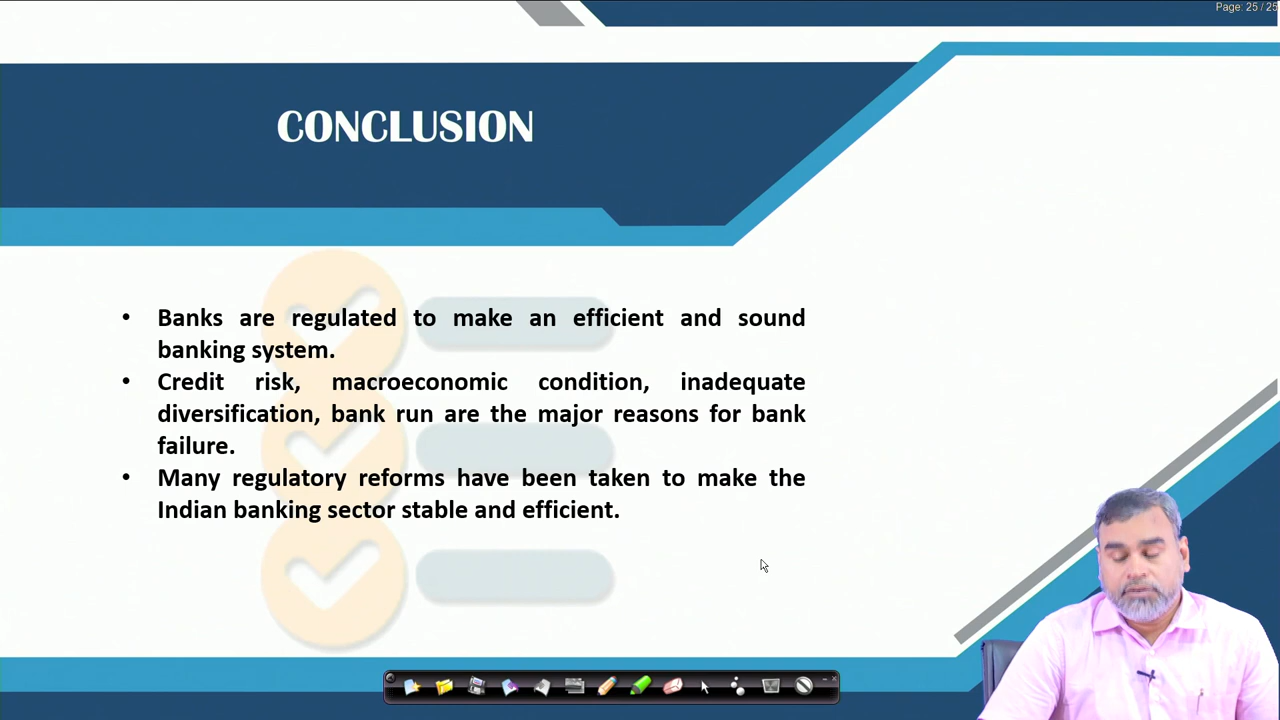 Page: 25 / 25
CONCLUSION
• Banks are regulated to make an efficient and sound
banking system.
• Credit risk, macroeconomic condition, inadequate
diversification, bank run are the major reasons for bank
failure.
• Many regulatory reforms have been taken to make the
Indian banking sector stable and efficient.